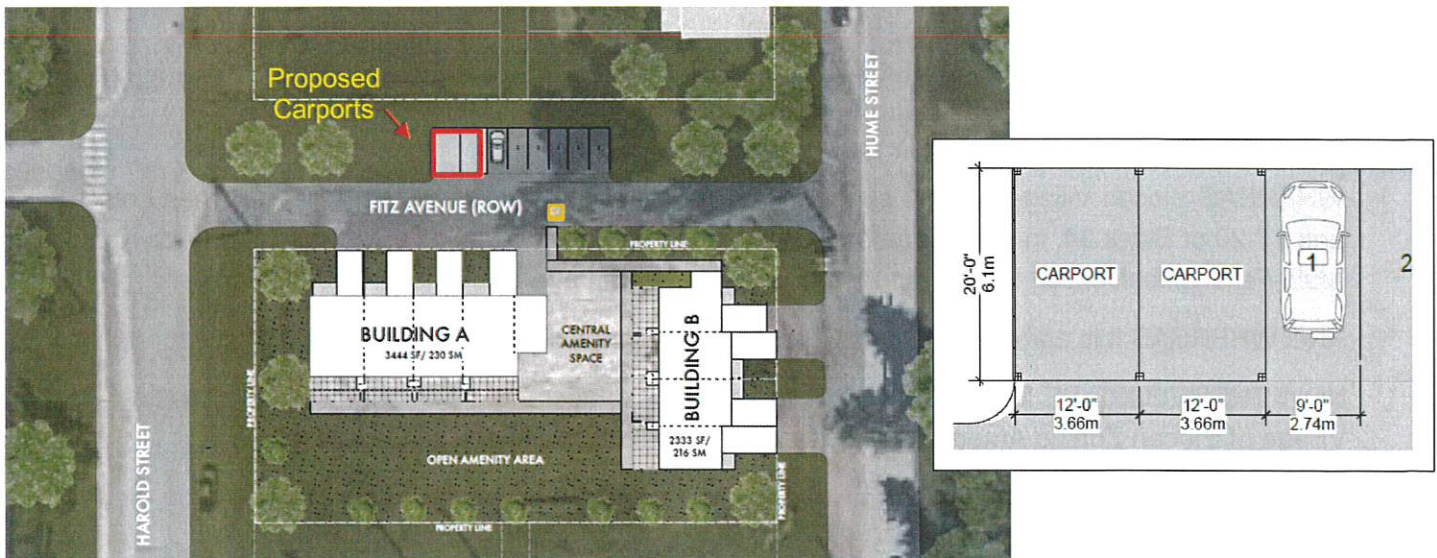 Proposed
Carports
HUME STREET
FITZ AVENUE (ROW)
PROPERTY LINE
BUILDING A
3444 SF/ 230 SM
CENTRAL
AMENITY
SPACE
BUILDING B
2333 SF/
216 SM
PROPERTY LINE
OPEN AMENITY AREA
HAROLD STREET
PROPERTY LINE
PROPERTY LINE
20'-0"
6.1m
CARPORT
CARPORT
1
2
12'-0"
3.66m
12'-0"
3.66m
9'-0"
2.74m